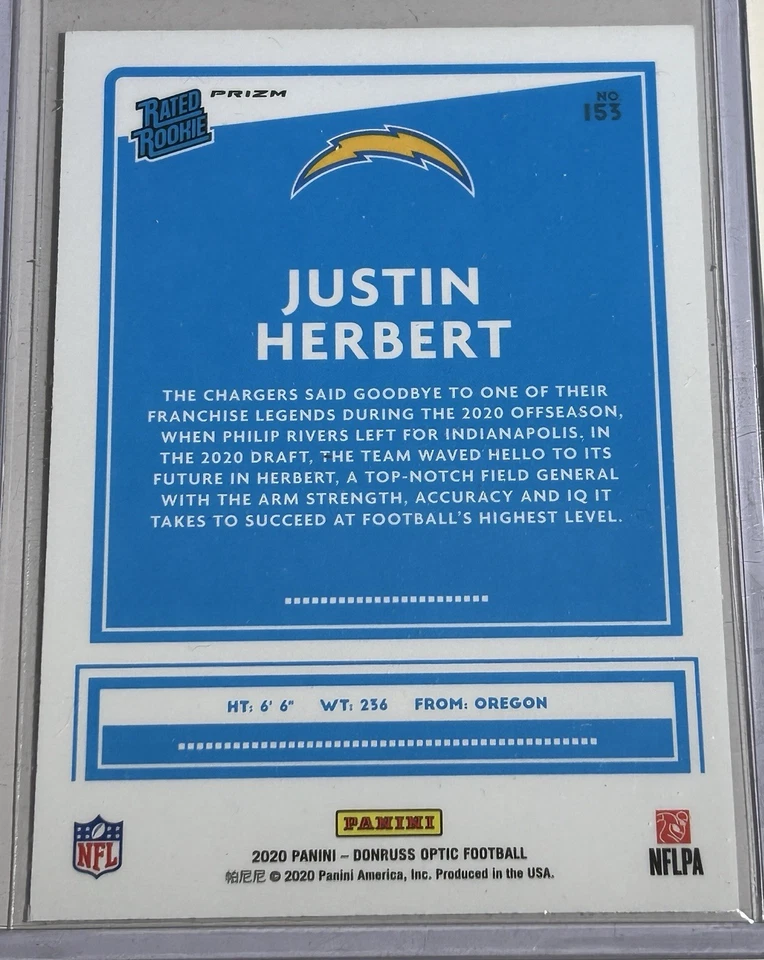 RATED
ROOKIE
PRIZM
NO
153
JUSTIN
HERBERT
THE CHARGERS SAID GOODBYE TO ONE OF THEIR
FRANCHISE LEGENDS DURING THE 2020 OFFSEASON,
WHEN PHILIP RIVERS LEFT FOR INDIANAPOLIS. IN
THE 2020 DRAFT, THE TEAM WAVED HELLO TO ITS
FUTURE IN HERBERT, A TOP-NOTCH FIELD GENERAL
WITH THE ARM STRENGTH, ACCURACY AND IQ IT
TAKES TO SUCCEED AT FOOTBALL'S HIGHEST LEVEL.
HT: 6' 6" WT: 236 FROM: OREGON
NFL
PANINI
NFLPA
2020 PANINI – DONRUSS OPTIC FOOTBALL
帕尼尼 © 2020 Panini America, Inc. Produced in the USA.